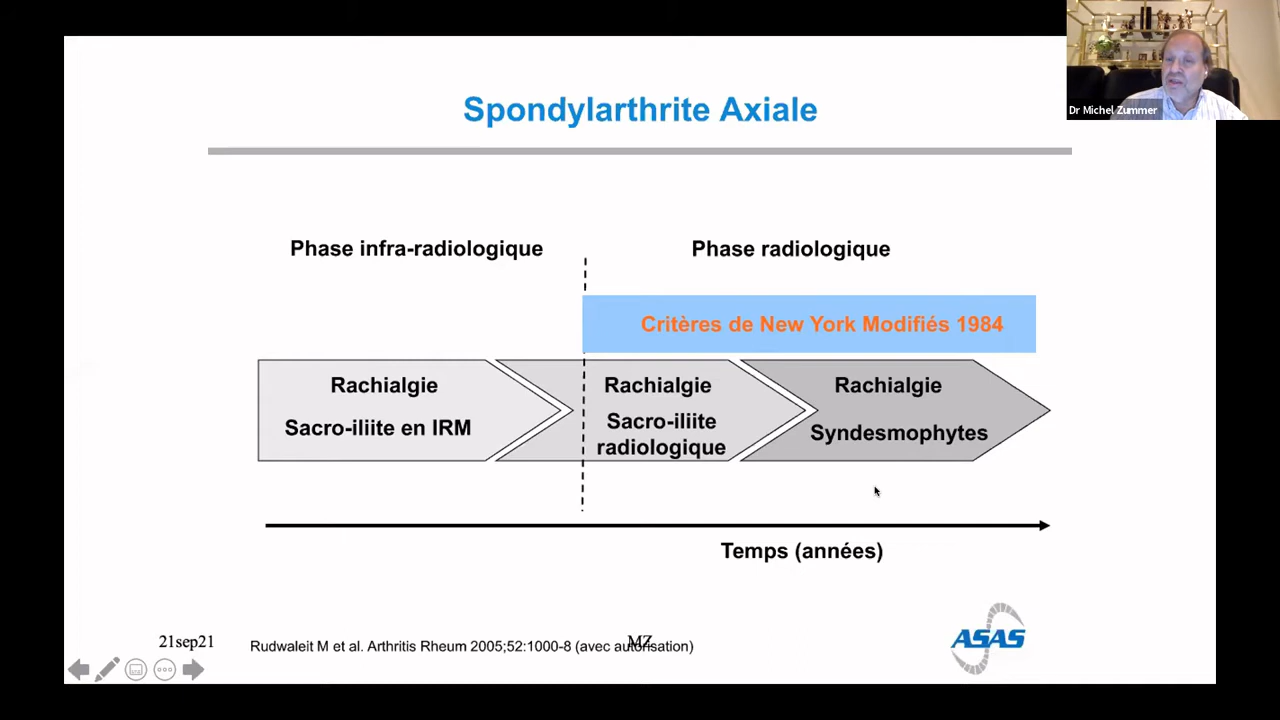 Dr Michel Zummer
Spondylarthrite Axiale
Phase infra-radiologique
Phase radiologique
Critères de New York Modifiés 1984
Rachialgie
Sacro-iliite en IRM
Rachialgie
Sacro-iliite
radiologique
Rachialgie
Syndesmophytes
Temps (années)
21sep21
Rudwaleit M et al. Arthritis Rheum 2005;52:1000-8 (avec autorisation)
MZ
ASAS